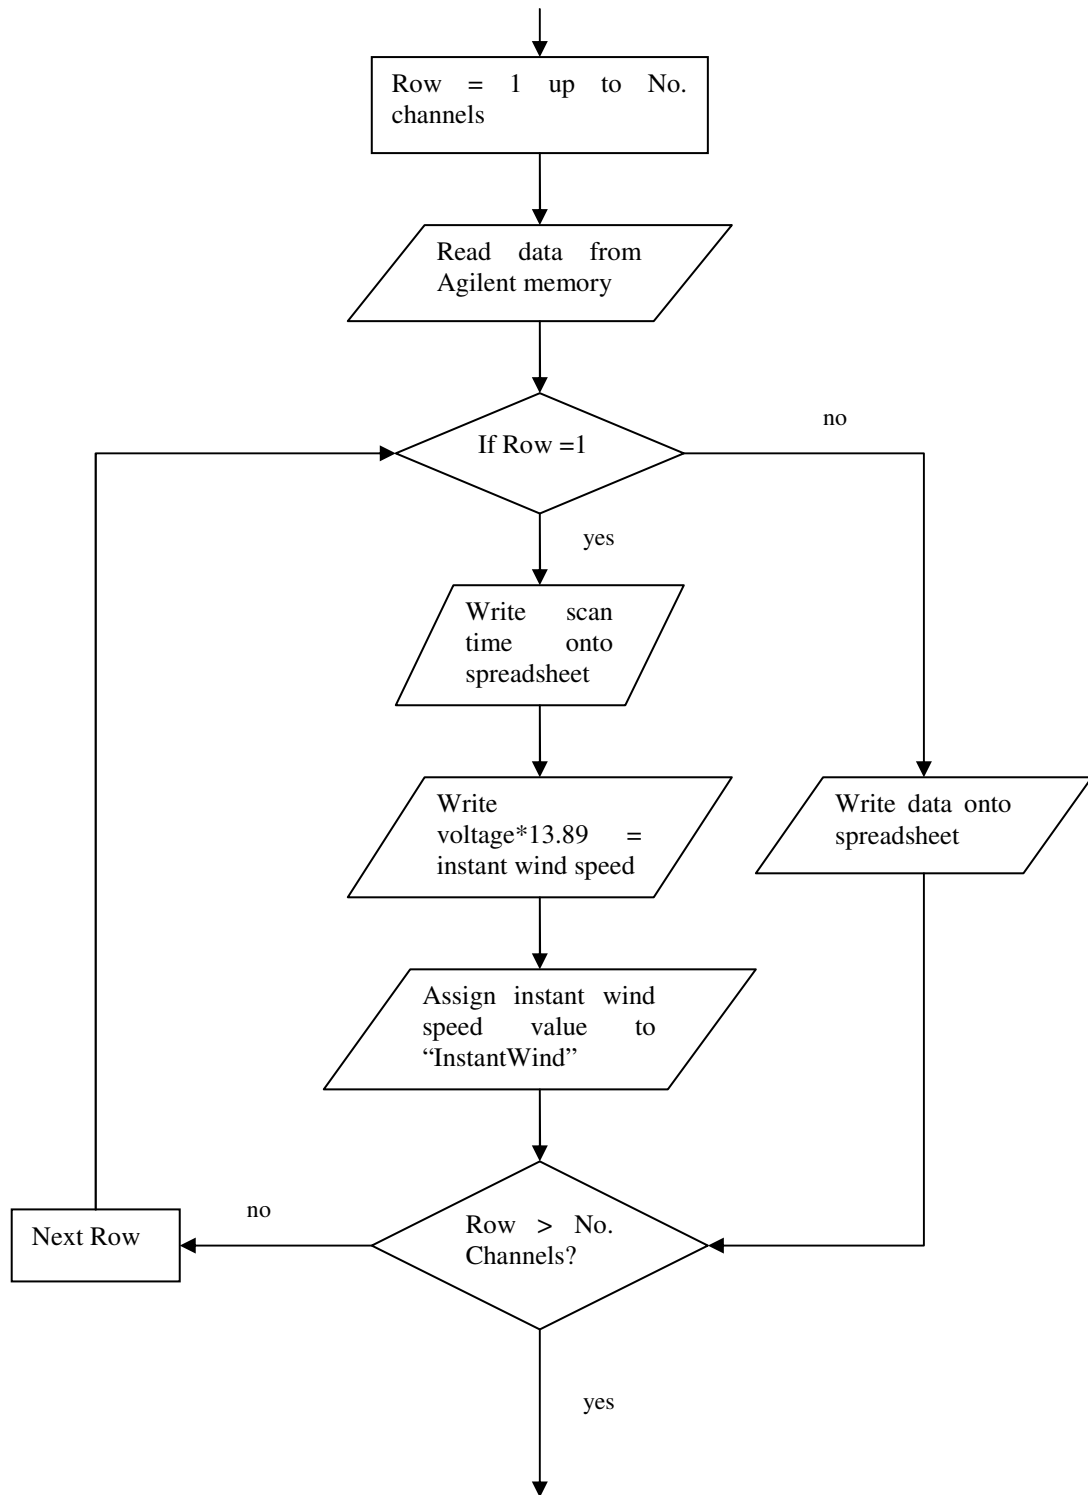 Row = 1 up to No.
channels
Read data from
Agilent memory
If Row =1
no
yes
Write scan
time onto
spreadsheet
Write
voltage*13.89 =
instant wind speed
Write data onto
spreadsheet
Assign instant wind
speed value to
“InstantWind”
Row > No.
Channels?
no
Next Row
yes